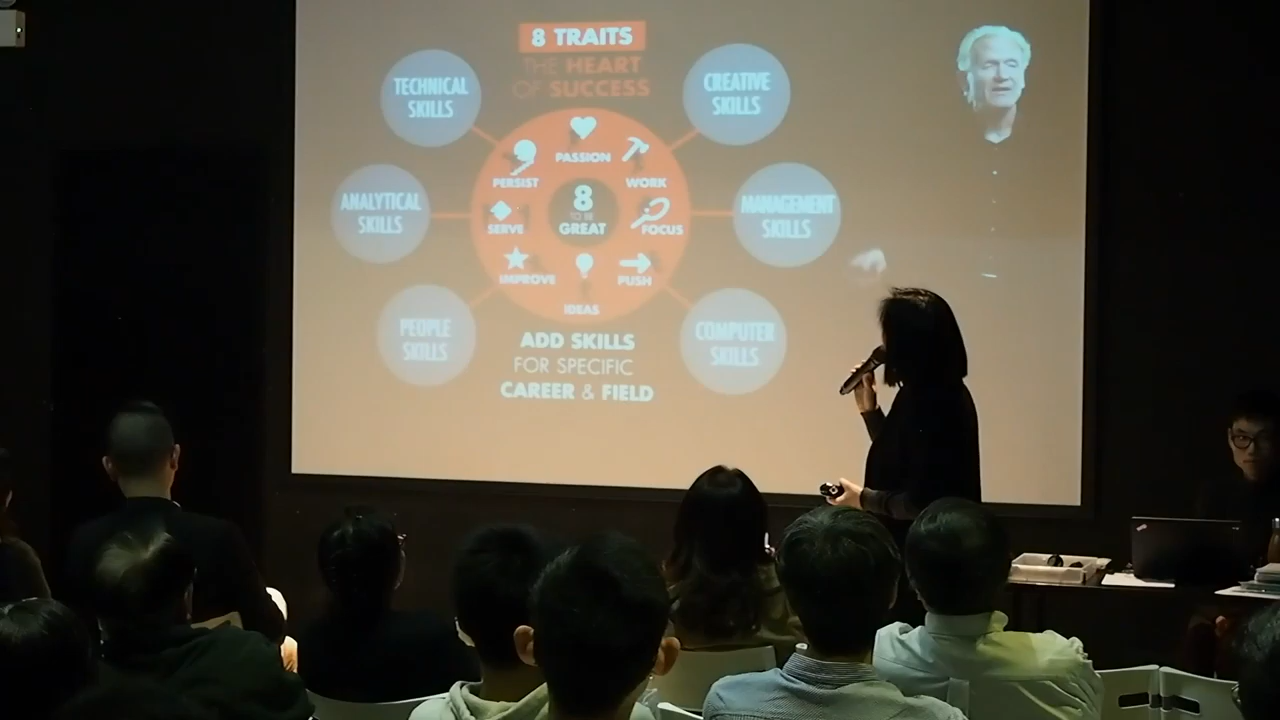 8 TRAITS
THE HEART
OF SUCCESS
TECHNICAL
SKILLS
CREATIVE
SKILLS
ANALYTICAL
SKILLS
MANAGEMENT
SKILLS
PEOPLE
SKILLS
COMPUTER
SKILLS
PASSION
WORK
FOCUS
PUSH
IDEAS
IMPROVE
SERVE
PERSIST
8
TO BE
GREAT
ADD SKILLS
FOR SPECIFIC
CAREER & FIELD